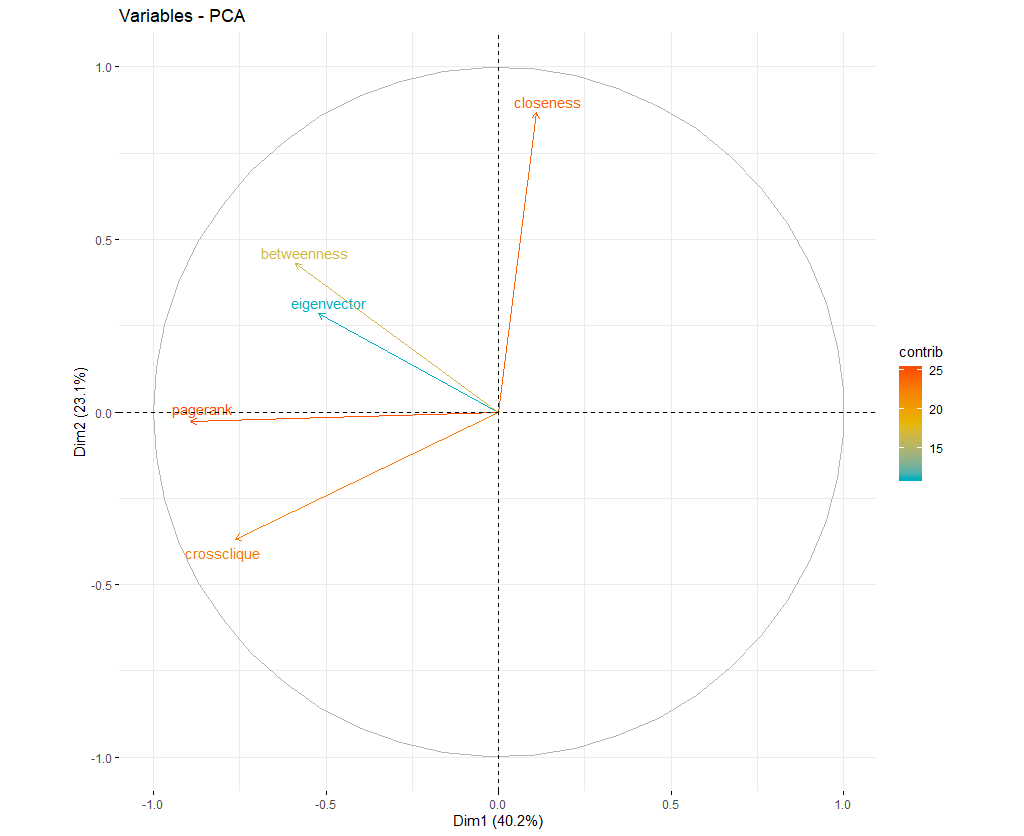 Variables - PCA
1.0
0.5
0.0
-0.5
-1.0
Dim2 (23.1%)
closeness
betweenness
eigenvector
pagerank
crossclique
-1.0
-0.5
0.0
0.5
1.0
Dim1 (40.2%)
contrib
25
20
15